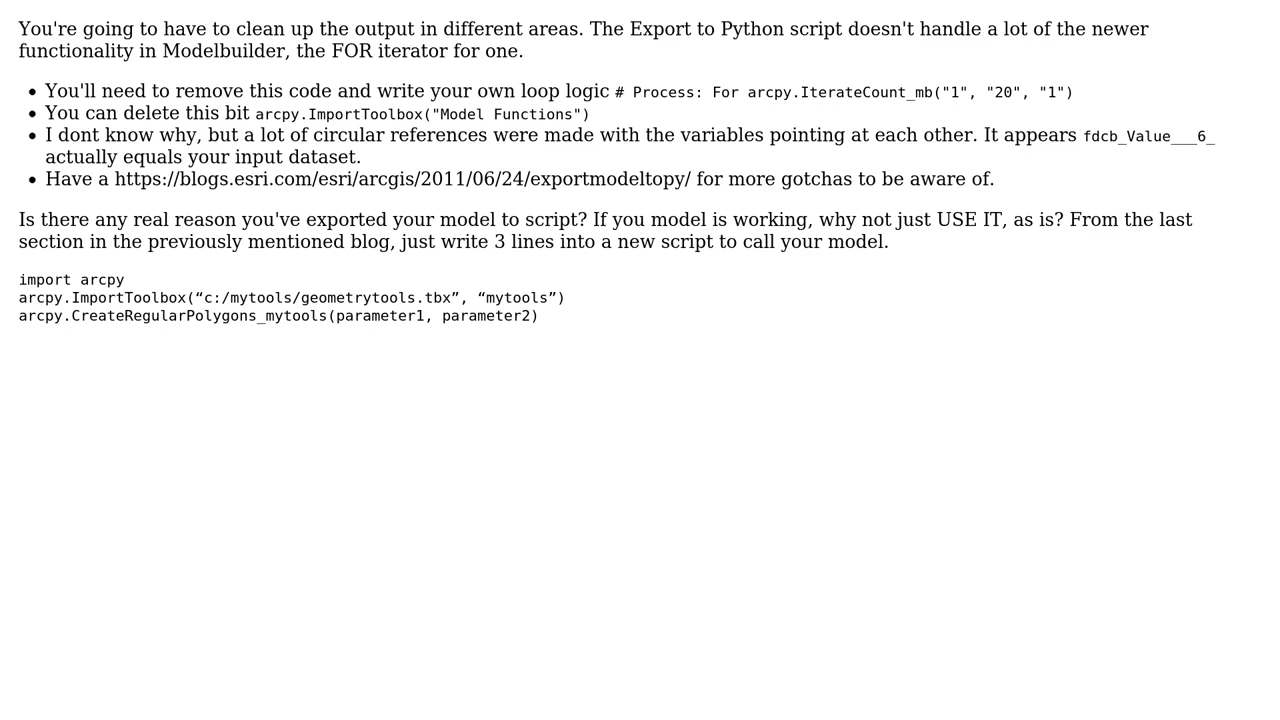 You're going to have to clean up the output in different areas. The Export to Python script doesn't handle a lot of the newer
functionality in Modelbuilder, the FOR iterator for one.
• You'll need to remove this code and write your own loop logic # Process: For arcpy.IterateCount_mb("1", "20", "1")
• You can delete this bit arcpy.ImportToolbox("Model Functions")
• I dont know why, but a lot of circular references were made with the variables pointing at each other. It appears fdcb_Value___6_
actually equals your input dataset.
• Have a https://blogs.esri.com/esri/arcgis/2011/06/24/exportmodeltopy/ for more gotchas to be aware of.
Is there any real reason you've exported your model to script? If you model is working, why not just USE IT, as is? From the last
section in the previously mentioned blog, just write 3 lines into a new script to call your model.
import arcpy
arcpy.ImportToolbox(“c:/mytools/geometrytools.tbx”, “mytools”)
arcpy.CreateRegularPolygons_mytools(parameter1, parameter2)